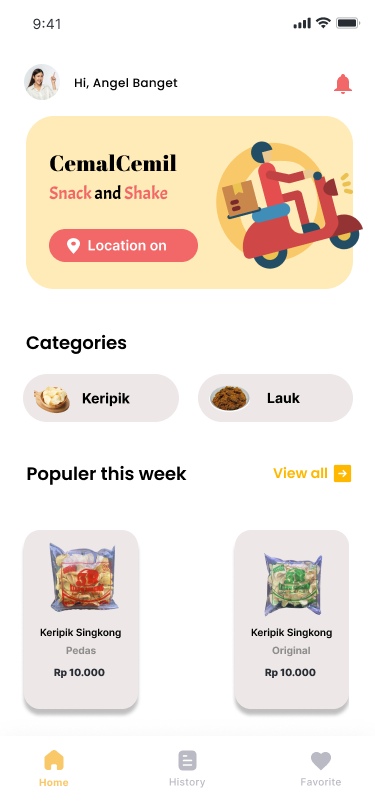 9:41
Hi, Angel Banget
CemalCemil
Snack and Shake
Location on
Categories
Keripik
Lauk
Populer this week
View all
Keripik Singkong
Pedas
Rp 10.000
Keripik Singkong
Original
Rp 10.000
Home
History
Favorite